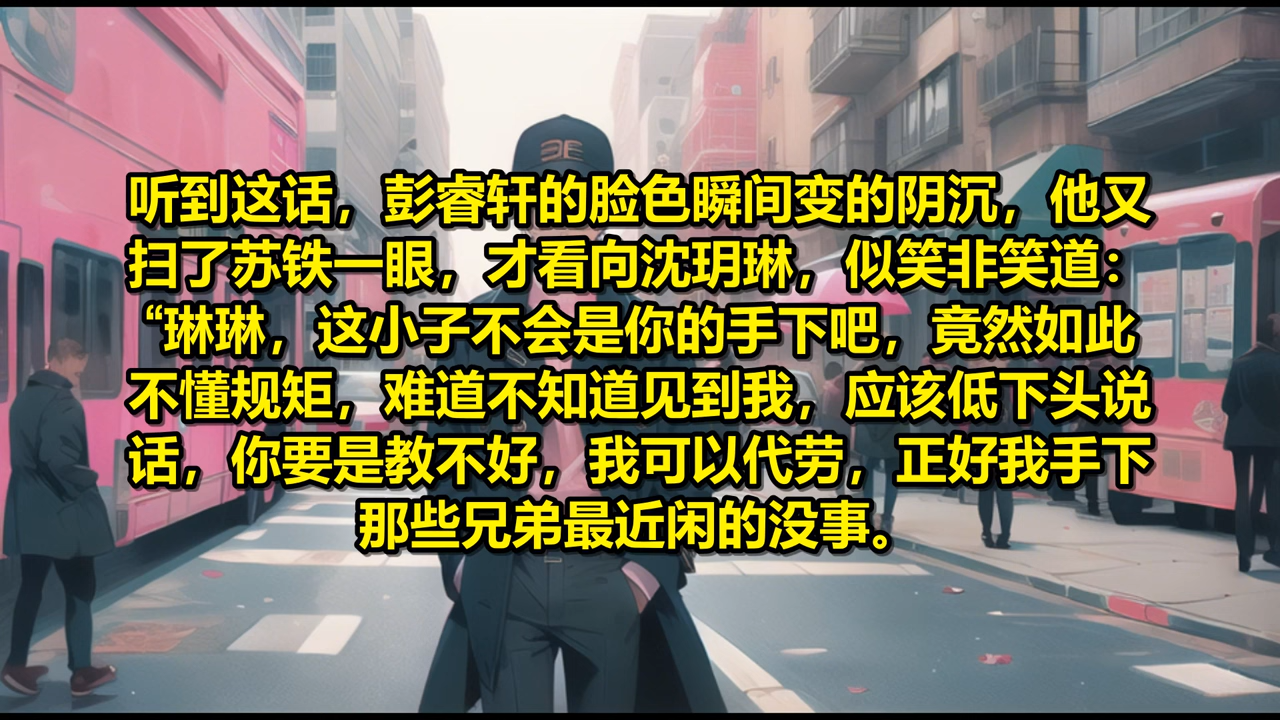 听到这话，彭睿轩的脸色瞬间变的阴沉，他又
扫了苏铁一眼，才看向沈玥琳，似笑非笑道：
“琳琳，这小子不会是你的手下吧，竟然如此
不懂规矩，难道不知道见到我，应该低下头说
话，你要是教不好，我可以代劳，正好我手下
那些兄弟最近闲的没事。